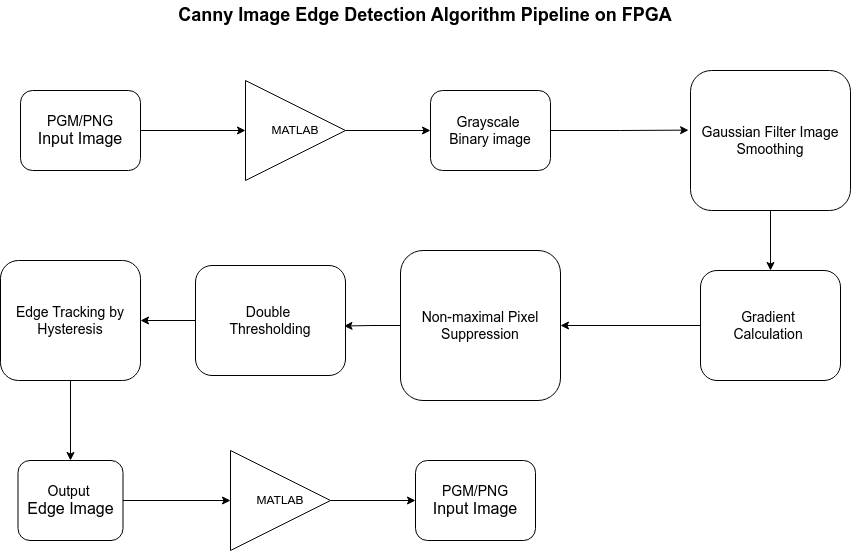 Canny Image Edge Detection Algorithm Pipeline on FPGA
PGM/PNG
Input Image
MATLAB
Grayscale
Binary image
Gaussian Filter Image
Smoothing
Gradient
Calculation
Non-maximal Pixel
Suppression
Double
Thresholding
Edge Tracking by
Hysteresis
Output
Edge Image
MATLAB
PGM/PNG
Input Image